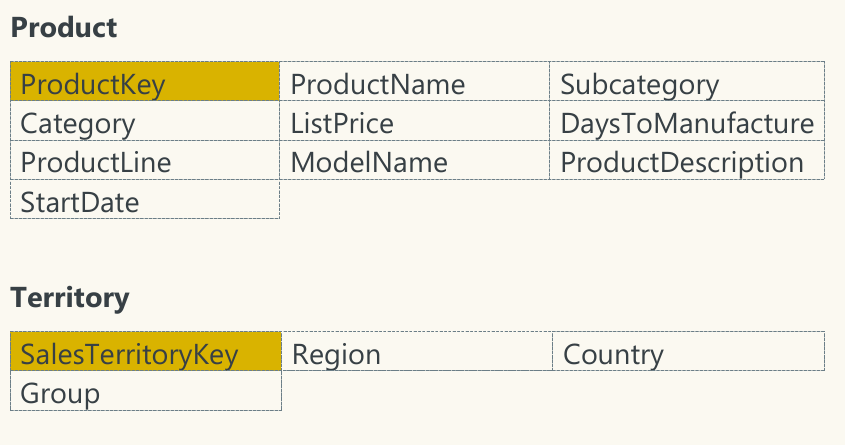 Product
ProductKey ProductName Subcategory
Category ListPrice DaysToManufacture
ProductLine ModelName ProductDescription
StartDate
Territory
SalesTerritoryKey Region Country
Group